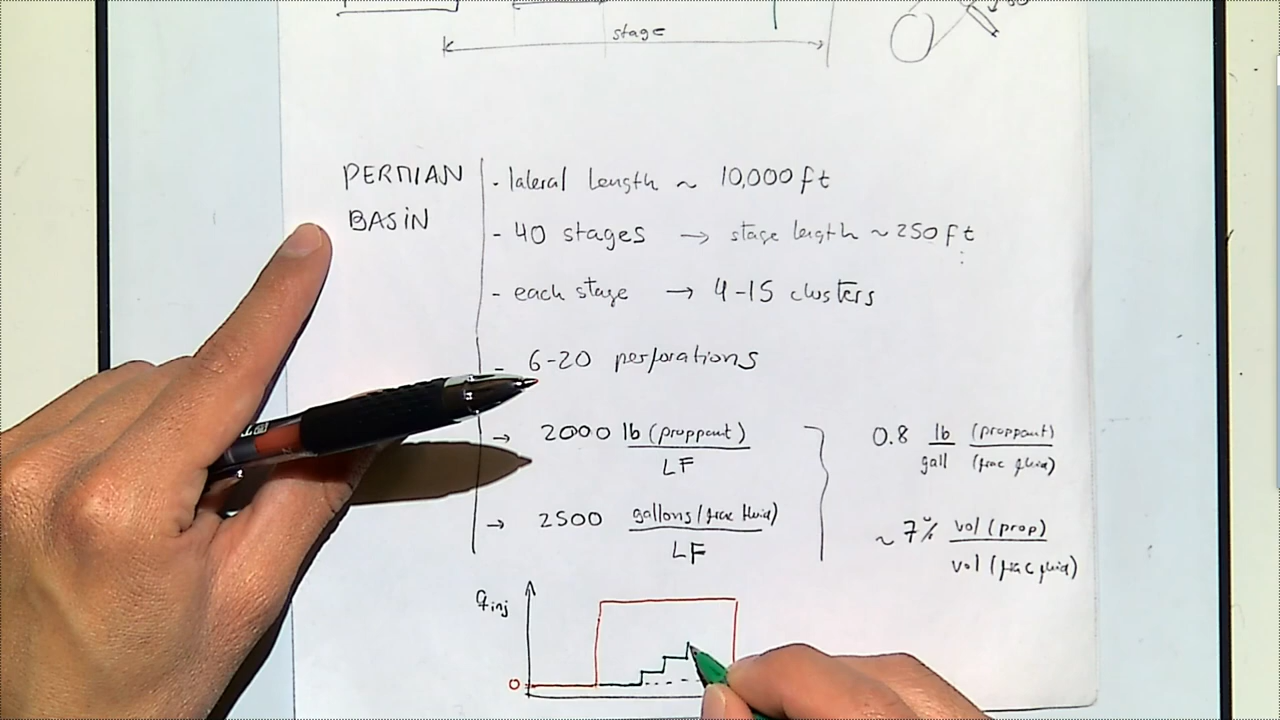 stage
PERMIAN BASIN
- lateral length ~ 10,000 ft
- 40 stages → stage length ~ 250 ft
- each stage → 4-15 clusters
- 6-20 perforations
→ 2000 lb (proppant) / LF
0.8 lb (proppant) / gall (frac fluid)
→ 2500 gallons (frac fluid) / LF
~ 7% vol (prop) / vol (frac fluid)
q inj
0